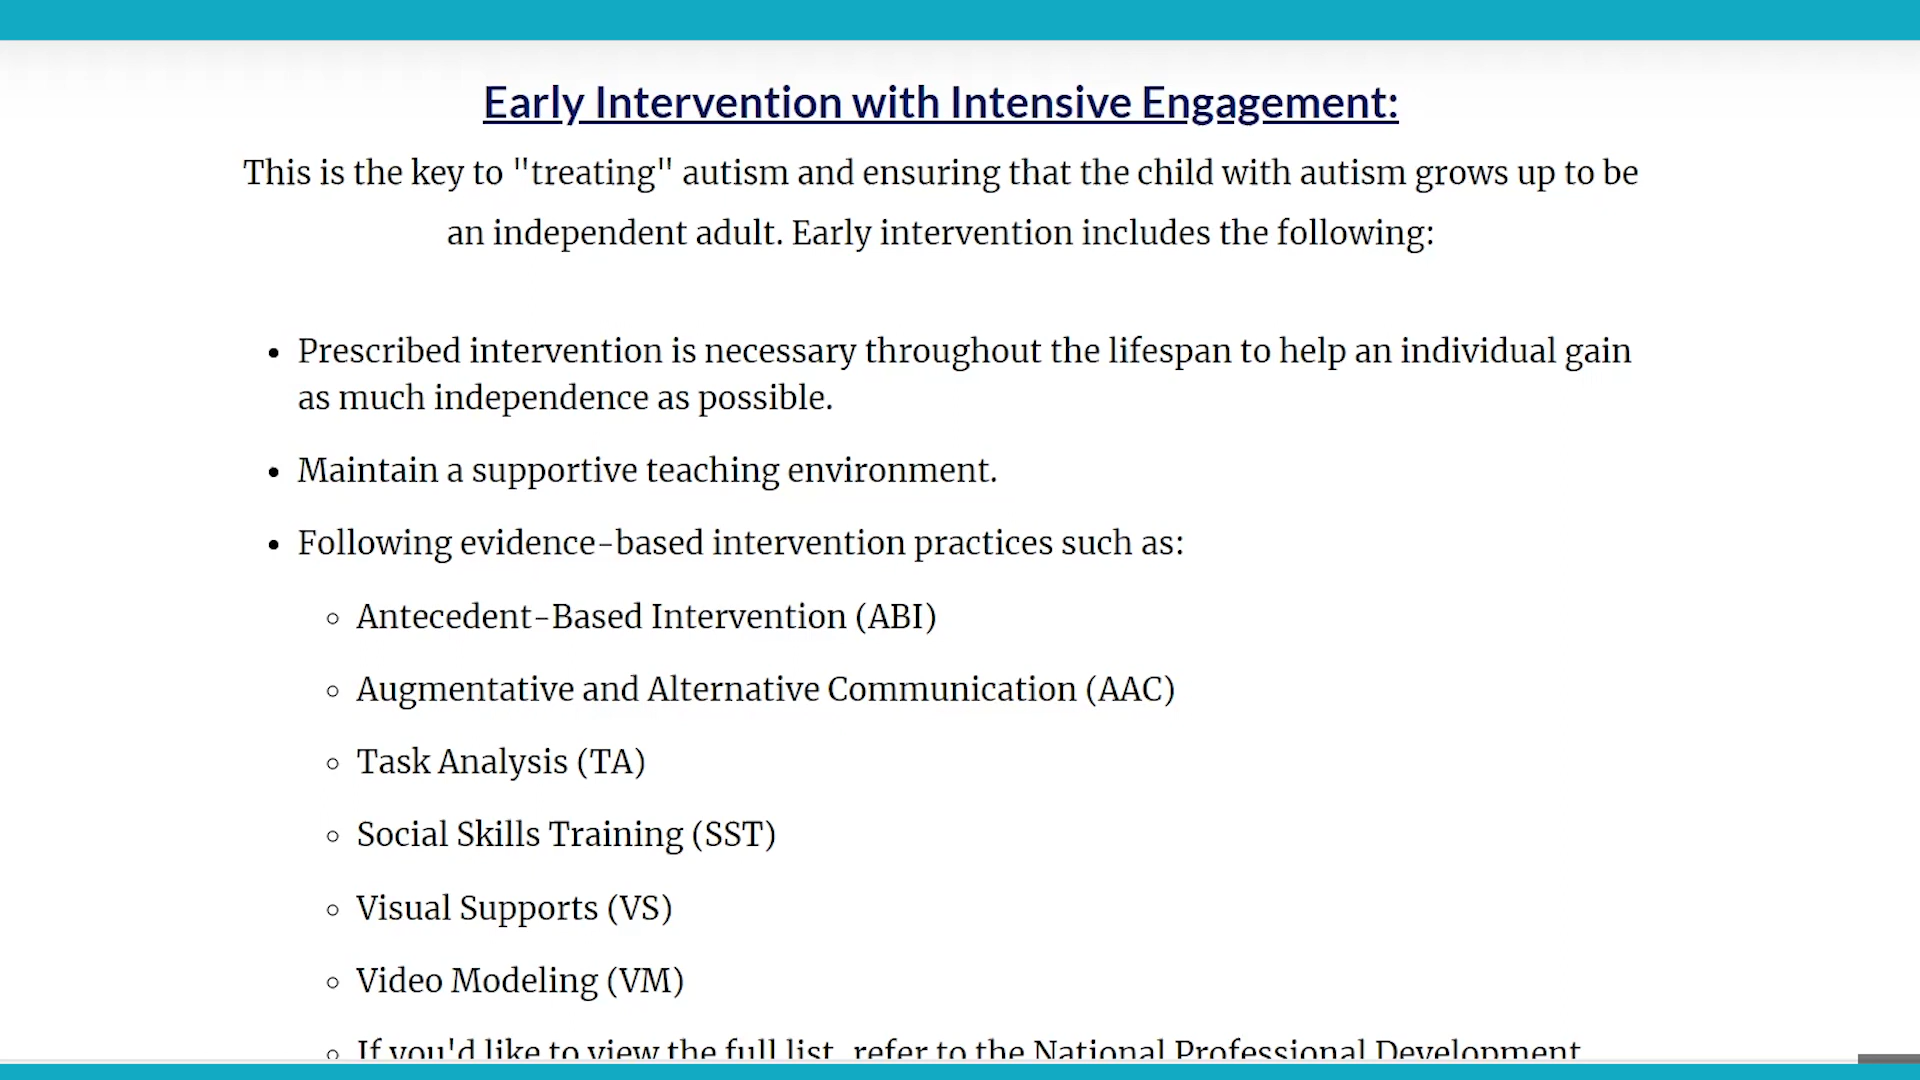 Early Intervention with Intensive Engagement:
This is the key to "treating" autism and ensuring that the child with autism grows up to be
an independent adult. Early intervention includes the following:
• Prescribed intervention is necessary throughout the lifespan to help an individual gain
as much independence as possible.
• Maintain a supportive teaching environment.
• Following evidence-based intervention practices such as:
◦ Antecedent-Based Intervention (ABI)
◦ Augmentative and Alternative Communication (AAC)
◦ Task Analysis (TA)
◦ Social Skills Training (SST)
◦ Visual Supports (VS)
◦ Video Modeling (VM)
◦ If you'd like to view the full list, refer to the National Professional Development